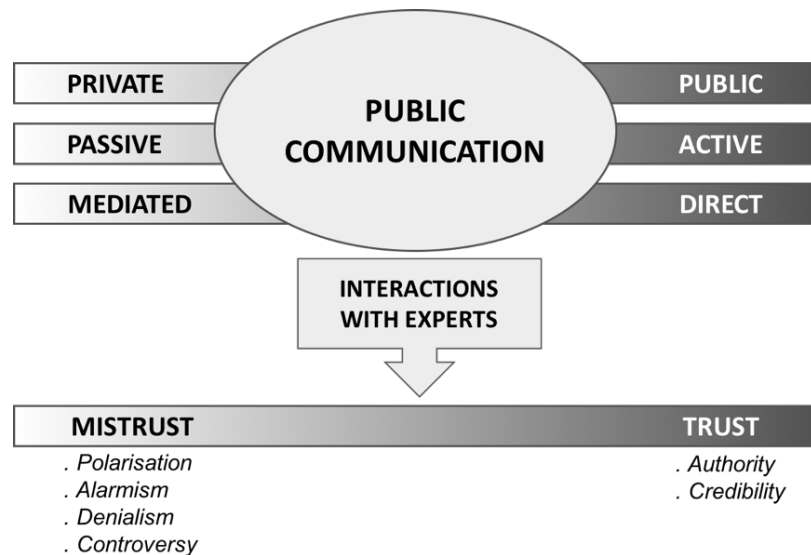 PRIVATE
PUBLIC
PUBLIC
COMMUNICATION
PASSIVE
ACTIVE
MEDIATED
DIRECT
INTERACTIONS
WITH EXPERTS
MISTRUST
TRUST
. Polarisation
. Alarmism
. Denialism
. Controversy
. Authority
. Credibility